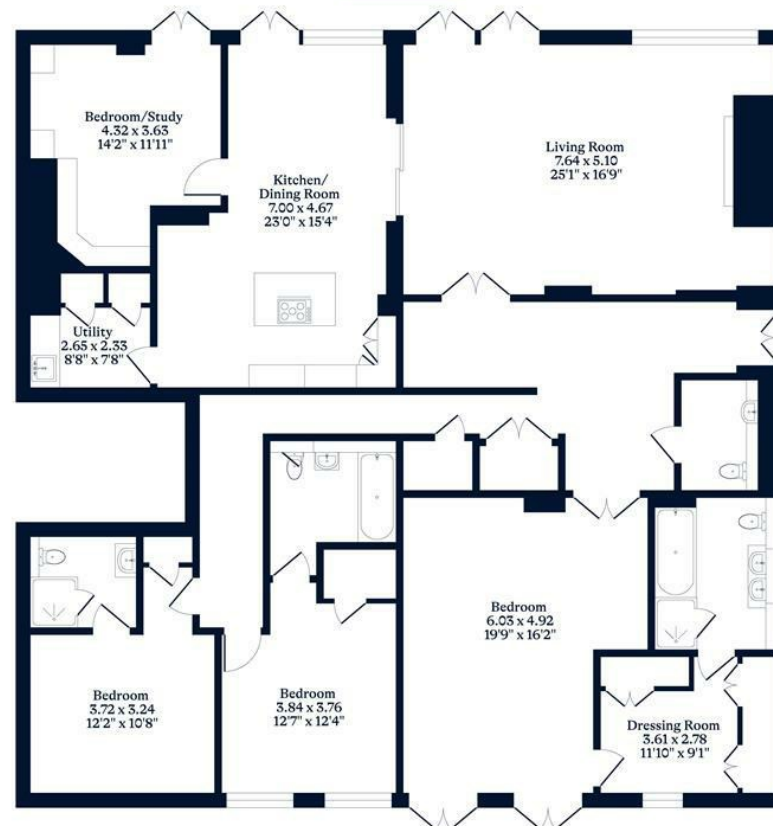 Bedroom/Study
4.32 x 3.63
14'2" x 11'11"
Living Room
7.64 x 5.10
25'1" x 16'9"
Kitchen/
Dining Room
7.00 x 4.67
23'0" x 15'4"
Utility
2.65 x 2.33
8'8" x 7'8"
Bedroom
6.03 x 4.92
19'9" x 16'2"
Bedroom
3.72 x 3.24
12'2" x 10'8"
Bedroom
3.84 x 3.76
12'7" x 12'4"
Dressing Room
3.61 x 2.78
11'10" x 9'1"